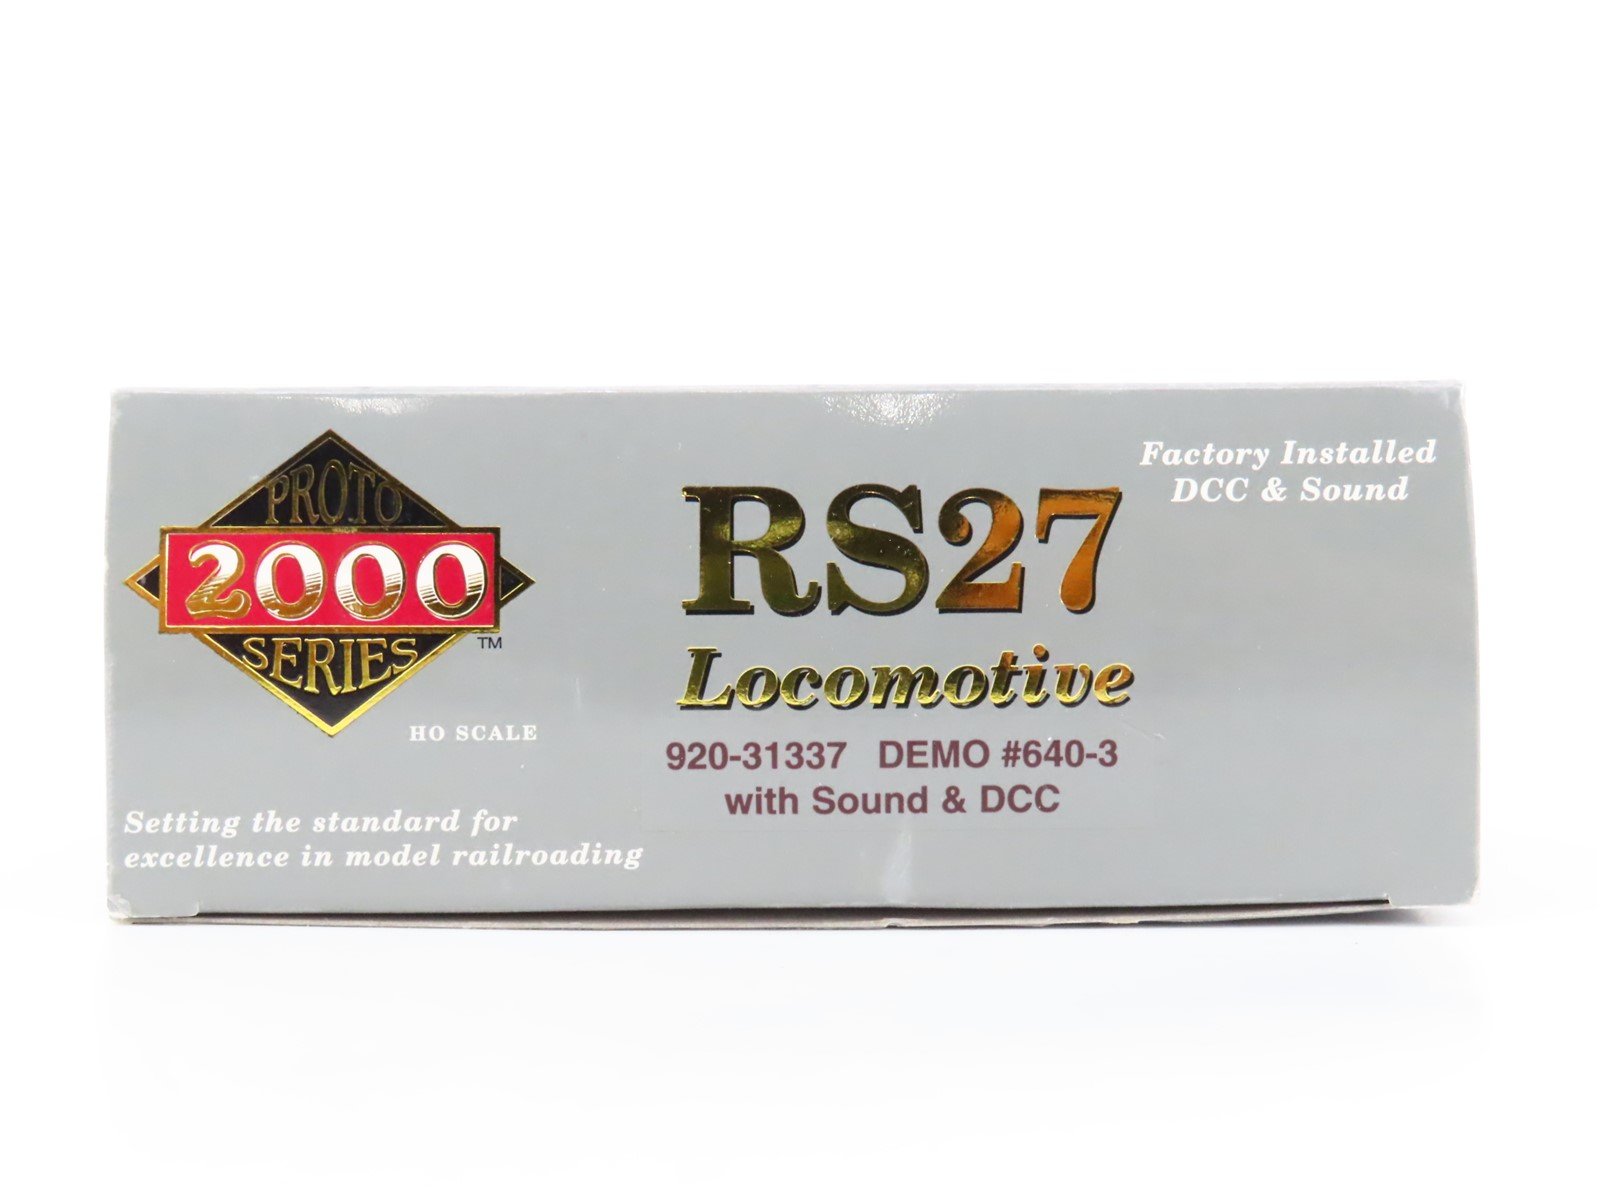 PROTO
2000
SERIES
TM
HO SCALE
Setting the standard for
excellence in model railroading
RS27
Locomotive
920-31337 DEMO #640-3
with Sound & DCC
Factory Installed
DCC & Sound